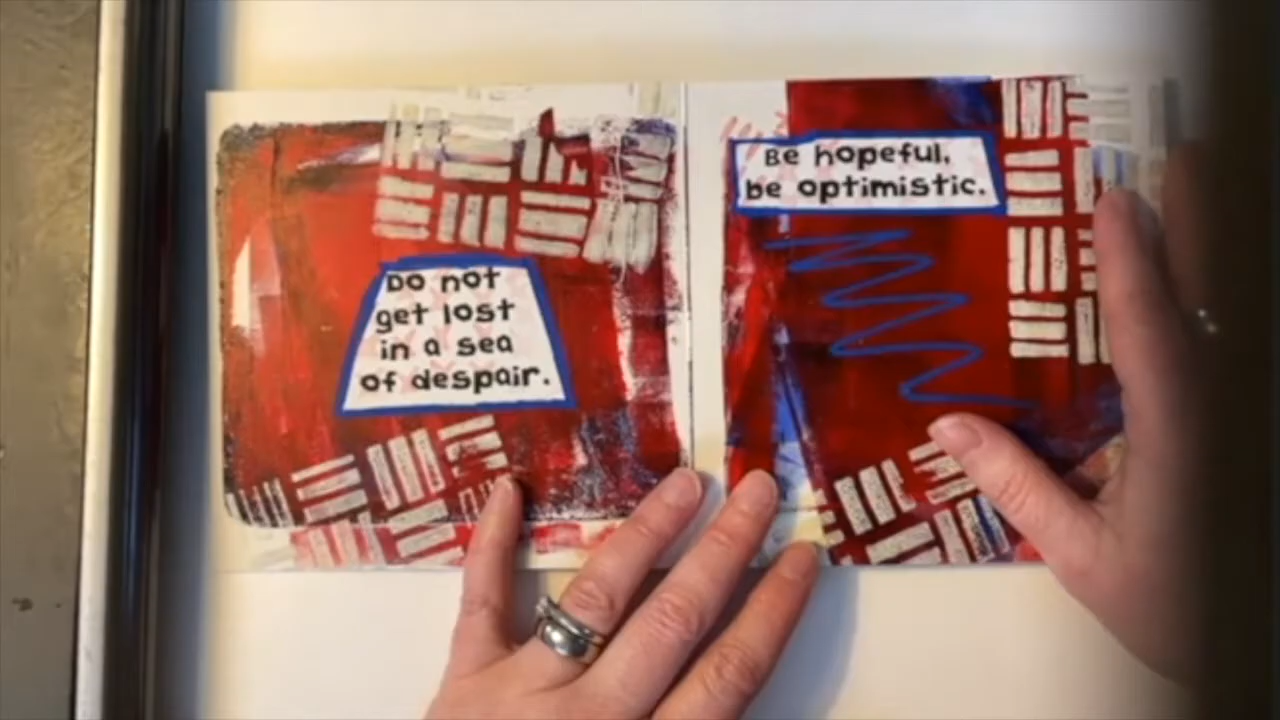 Do not
get lost
in a sea
of despair.
Be hopeful,
be optimistic.